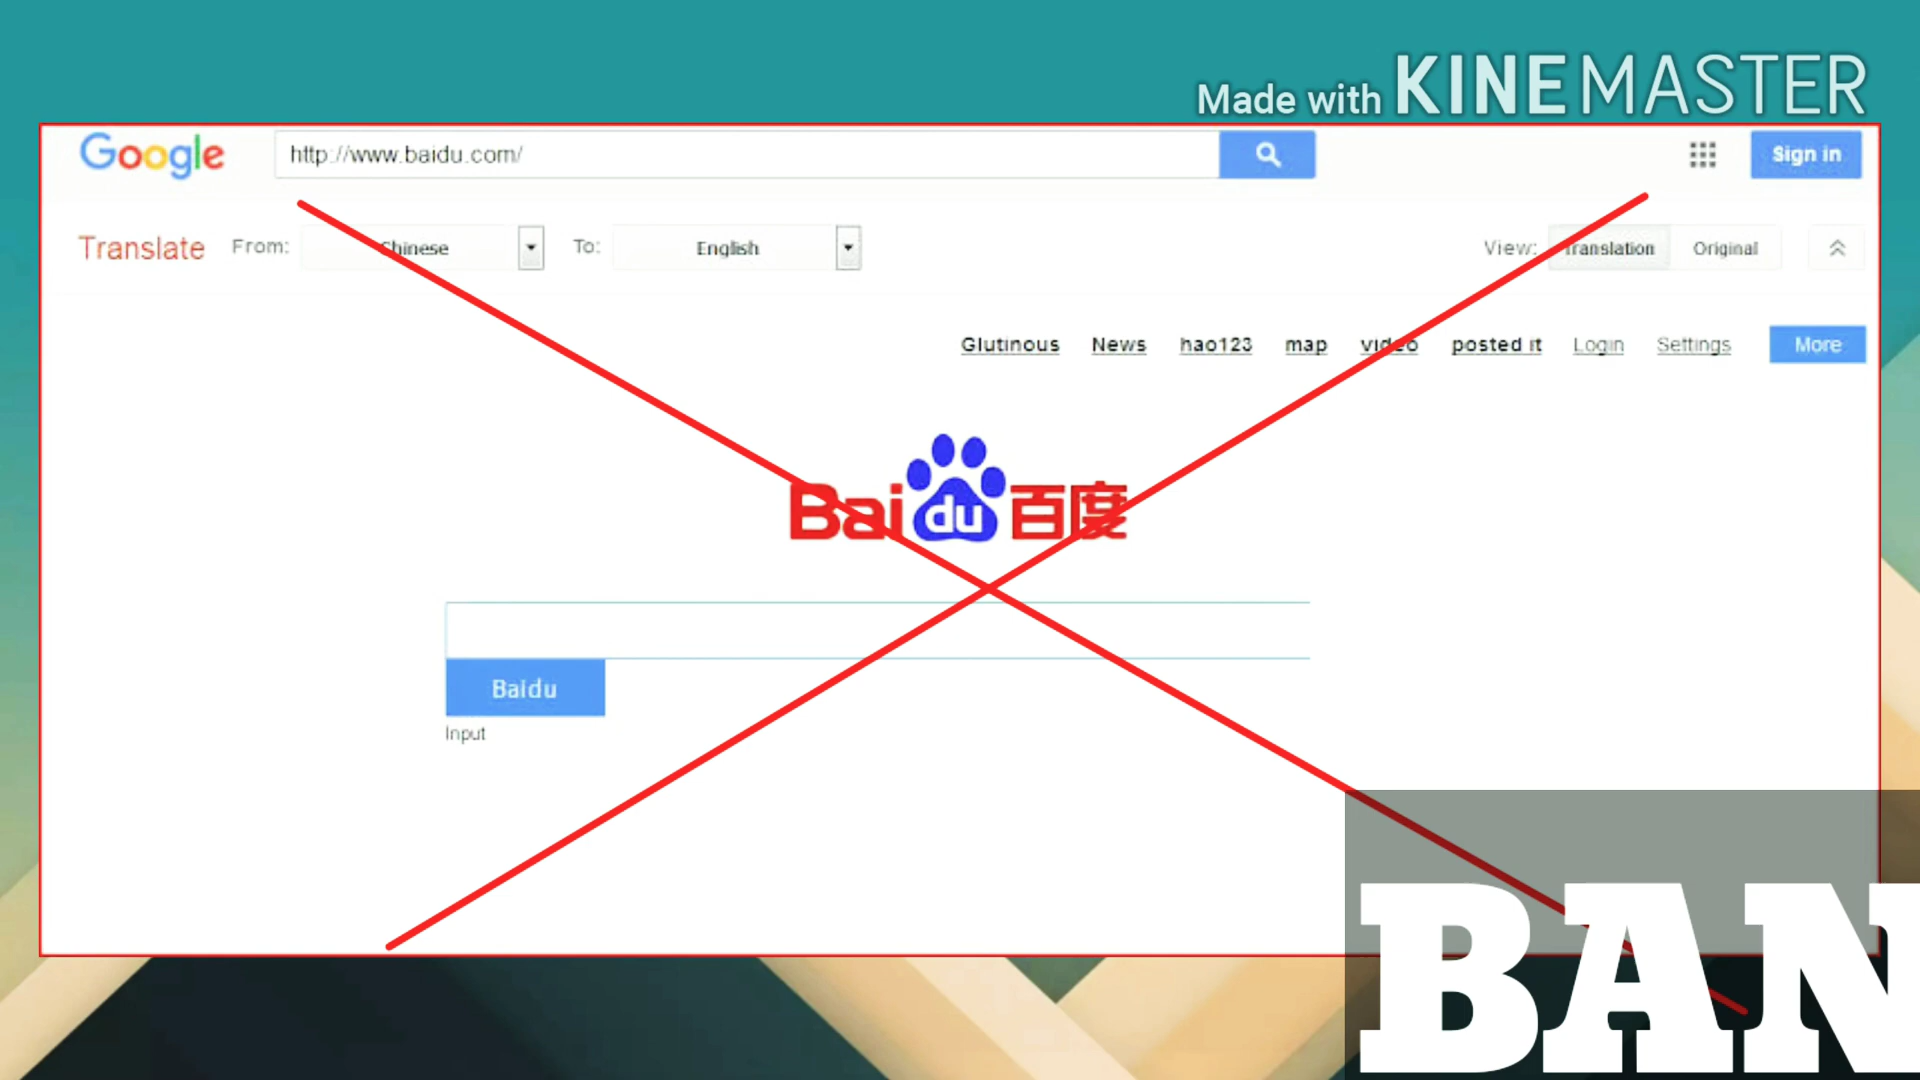 Made with KINEMASTER
Google http://www.baidu.com/ Sign in
Translate From: Chinese To: English View: Translation Original
Glutinous News hao123 map video posted it Login Settings More
Bai du 百度
Baidu
Input
BAN